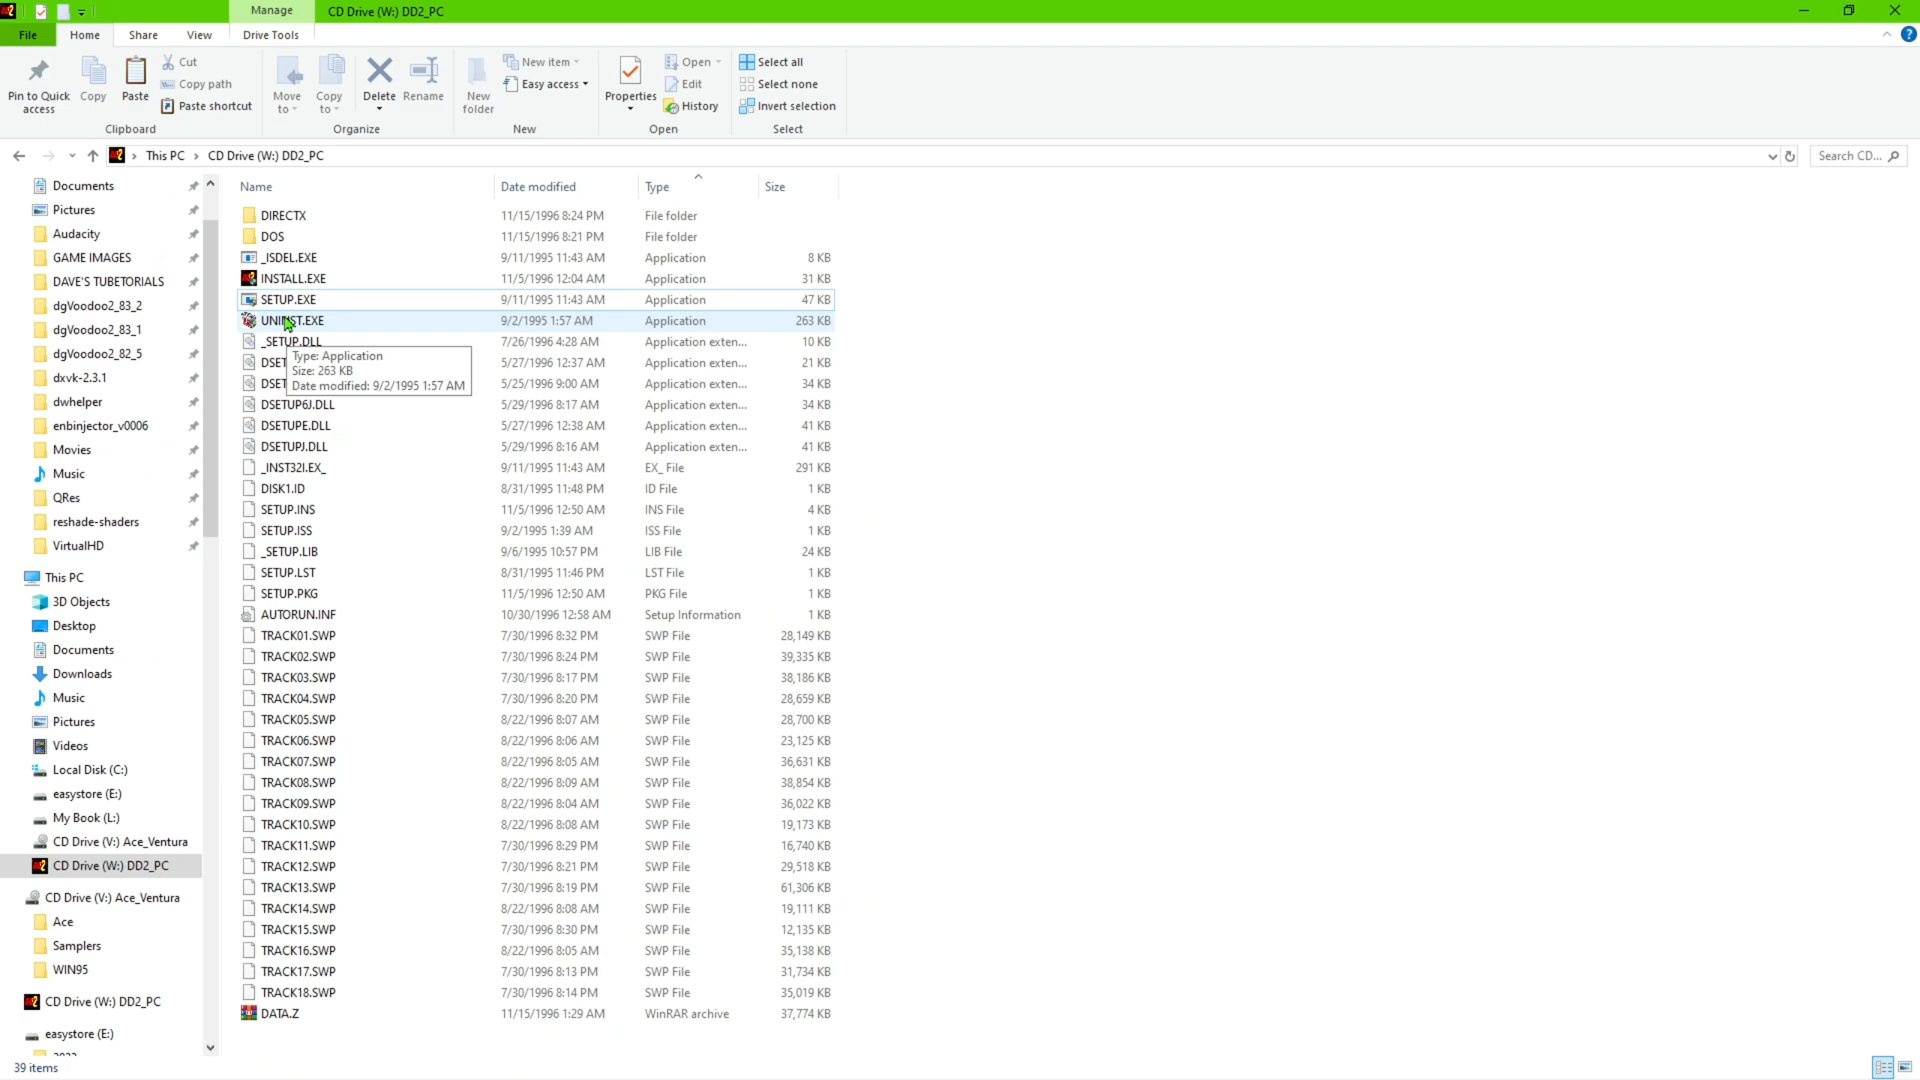 Manage
CD Drive (W:) DD2_PC
File
Home
Share
View
Drive Tools
Pin to Quick access
Copy
Paste
Cut
Copy path
Paste shortcut
Clipboard
Move to
Copy to
Delete
Rename
Organize
New folder
New item
Easy access
New
Properties
Open
Edit
History
Open
Select all
Select none
Invert selection
Select
This PC
CD Drive (W:) DD2_PC
Search CD...
Documents
Pictures
Audacity
GAME IMAGES
DAVE'S TUBETORIALS
dgVoodoo2_83_2
dgVoodoo2_83_1
dgVoodoo2_82_5
dxvk-2.3.1
dwhelper
enbinjector_v0006
Movies
Music
QRes
reshade-shaders
VirtualHD
This PC
3D Objects
Desktop
Documents
Downloads
Music
Pictures
Videos
Local Disk (C:)
easystore (E:)
My Book (L:)
CD Drive (V:) Ace_Ventura
CD Drive (W:) DD2_PC
CD Drive (V:) Ace_Ventura
Ace
Samplers
WIN95
CD Drive (W:) DD2_PC
easystore (E:)
Name Date modified Type Size
DIRECTX 11/15/1996 8:24 PM File folder
DOS 11/15/1996 8:21 PM File folder
_ISDEL.EXE 9/11/1995 11:43 AM Application 8 KB
INSTALL.EXE 11/5/1996 12:04 AM Application 31 KB
SETUP.EXE 9/11/1995 11:43 AM Application 47 KB
UNINST.EXE 9/2/1995 1:57 AM Application 263 KB
_SETUP.DLL 7/26/1996 4:28 AM Application exten... 10 KB
DSET 5/27/1996 12:37 AM Application exten... 21 KB
DSET 5/25/1996 9:00 AM Application exten... 34 KB
Type: Application
Size: 263 KB
Date modified: 9/2/1995 1:57 AM
DSETUP6J.DLL 5/29/1996 8:17 AM Application exten... 34 KB
DSETUPE.DLL 5/27/1996 12:38 AM Application exten... 41 KB
DSETUPJ.DLL 5/29/1996 8:16 AM Application exten... 41 KB
_INST32I.EX_ 9/11/1995 11:43 AM EX_ File 291 KB
DISK1.ID 8/31/1995 11:48 PM ID File 1 KB
SETUP.INS 11/5/1996 12:50 AM INS File 4 KB
SETUP.ISS 9/2/1995 1:39 AM ISS File 1 KB
_SETUP.LIB 9/6/1995 10:57 PM LIB File 24 KB
SETUP.LST 8/31/1995 11:46 PM LST File 1 KB
SETUP.PKG 11/5/1996 12:50 AM PKG File 1 KB
AUTORUN.INF 10/30/1996 12:58 AM Setup Information 1 KB
TRACK01.SWP 7/30/1996 8:32 PM SWP File 28,149 KB
TRACK02.SWP 7/30/1996 8:24 PM SWP File 39,335 KB
TRACK03.SWP 7/30/1996 8:17 PM SWP File 38,186 KB
TRACK04.SWP 7/30/1996 8:20 PM SWP File 28,659 KB
TRACK05.SWP 8/22/1996 8:07 AM SWP File 28,700 KB
TRACK06.SWP 8/22/1996 8:06 AM SWP File 23,125 KB
TRACK07.SWP 8/22/1996 8:05 AM SWP File 36,631 KB
TRACK08.SWP 8/22/1996 8:09 AM SWP File 38,854 KB
TRACK09.SWP 8/22/1996 8:04 AM SWP File 36,022 KB
TRACK10.SWP 8/22/1996 8:08 AM SWP File 19,173 KB
TRACK11.SWP 7/30/1996 8:29 PM SWP File 16,740 KB
TRACK12.SWP 7/30/1996 8:21 PM SWP File 29,518 KB
TRACK13.SWP 7/30/1996 8:19 PM SWP File 61,306 KB
TRACK14.SWP 8/22/1996 8:08 AM SWP File 19,111 KB
TRACK15.SWP 7/30/1996 8:30 PM SWP File 12,135 KB
TRACK16.SWP 8/22/1996 8:05 AM SWP File 35,138 KB
TRACK17.SWP 7/30/1996 8:13 PM SWP File 31,734 KB
TRACK18.SWP 7/30/1996 8:14 PM SWP File 35,019 KB
DATA.Z 11/15/1996 1:29 AM WinRAR archive 37,774 KB
39 items